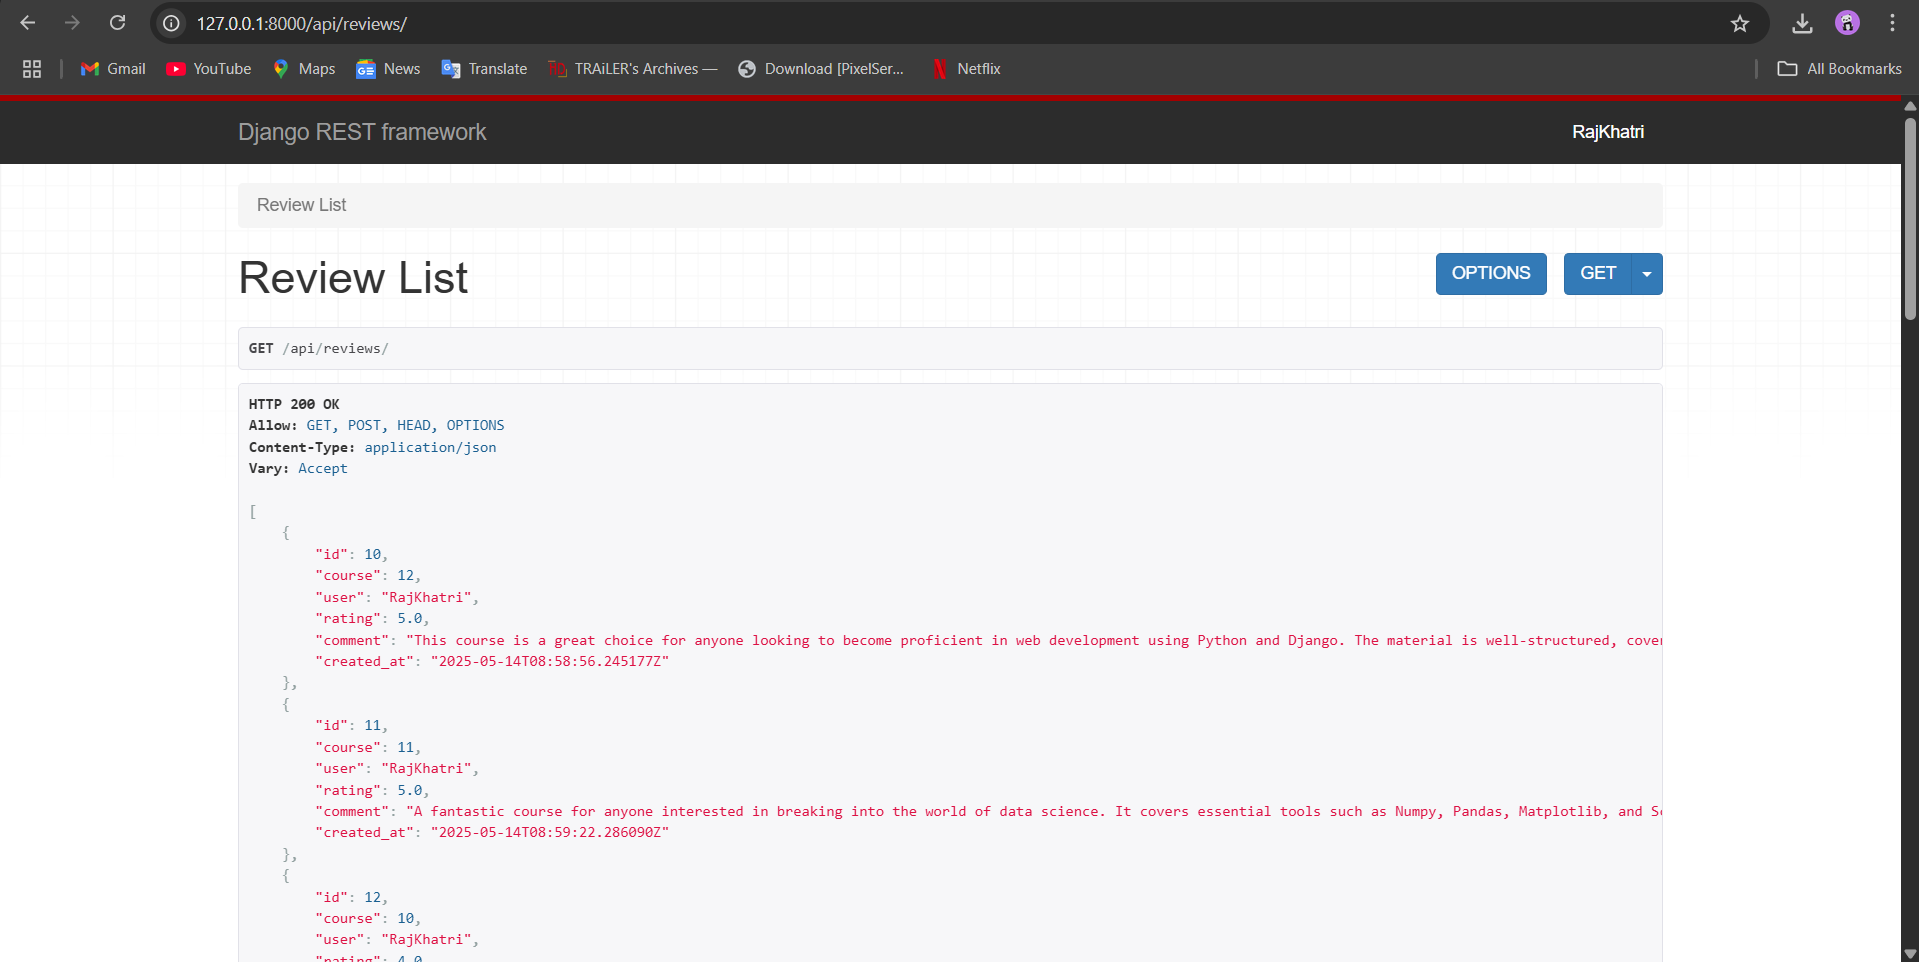 127.0.0.1:8000/api/reviews/
Gmail YouTube Maps News Translate TRAiLER's Archives — Download [PixelSer... Netflix All Bookmarks
Django REST framework RajKhatri
Review List
Review List OPTIONS GET
GET /api/reviews/
HTTP 200 OK
Allow: GET, POST, HEAD, OPTIONS
Content-Type: application/json
Vary: Accept
[
{
"id": 10,
"course": 12,
"user": "RajKhatri",
"rating": 5.0,
"comment": "This course is a great choice for anyone looking to become proficient in web development using Python and Django. The material is well-structured, cover
"created_at": "2025-05-14T08:58:56.245177Z"
},
{
"id": 11,
"course": 11,
"user": "RajKhatri",
"rating": 5.0,
"comment": "A fantastic course for anyone interested in breaking into the world of data science. It covers essential tools such as Numpy, Pandas, Matplotlib, and
"created_at": "2025-05-14T08:59:22.286090Z"
},
{
"id": 12,
"course": 10,
"user": "RajKhatri",
"rating": 4.0